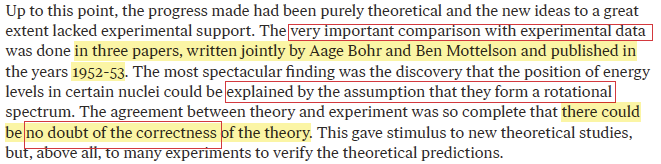 Up to this point, the progress made had been purely theoretical and the new ideas to a great
extent lacked experimental support. The very important comparison with experimental data
was done in three papers, written jointly by Aage Bohr and Ben Mottelson and published in
the years 1952-53. The most spectacular finding was the discovery that the position of energy
levels in certain nuclei could be explained by the assumption that they form a rotational
spectrum. The agreement between theory and experiment was so complete that there could
be no doubt of the correctness of the theory. This gave stimulus to new theoretical studies,
but, above all, to many experiments to verify the theoretical predictions.